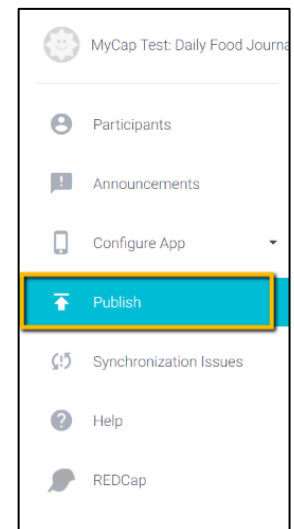 MyCap Test: Daily Food Journa
Participants
Announcements
Configure App
Publish
Synchronization Issues
Help
REDCap